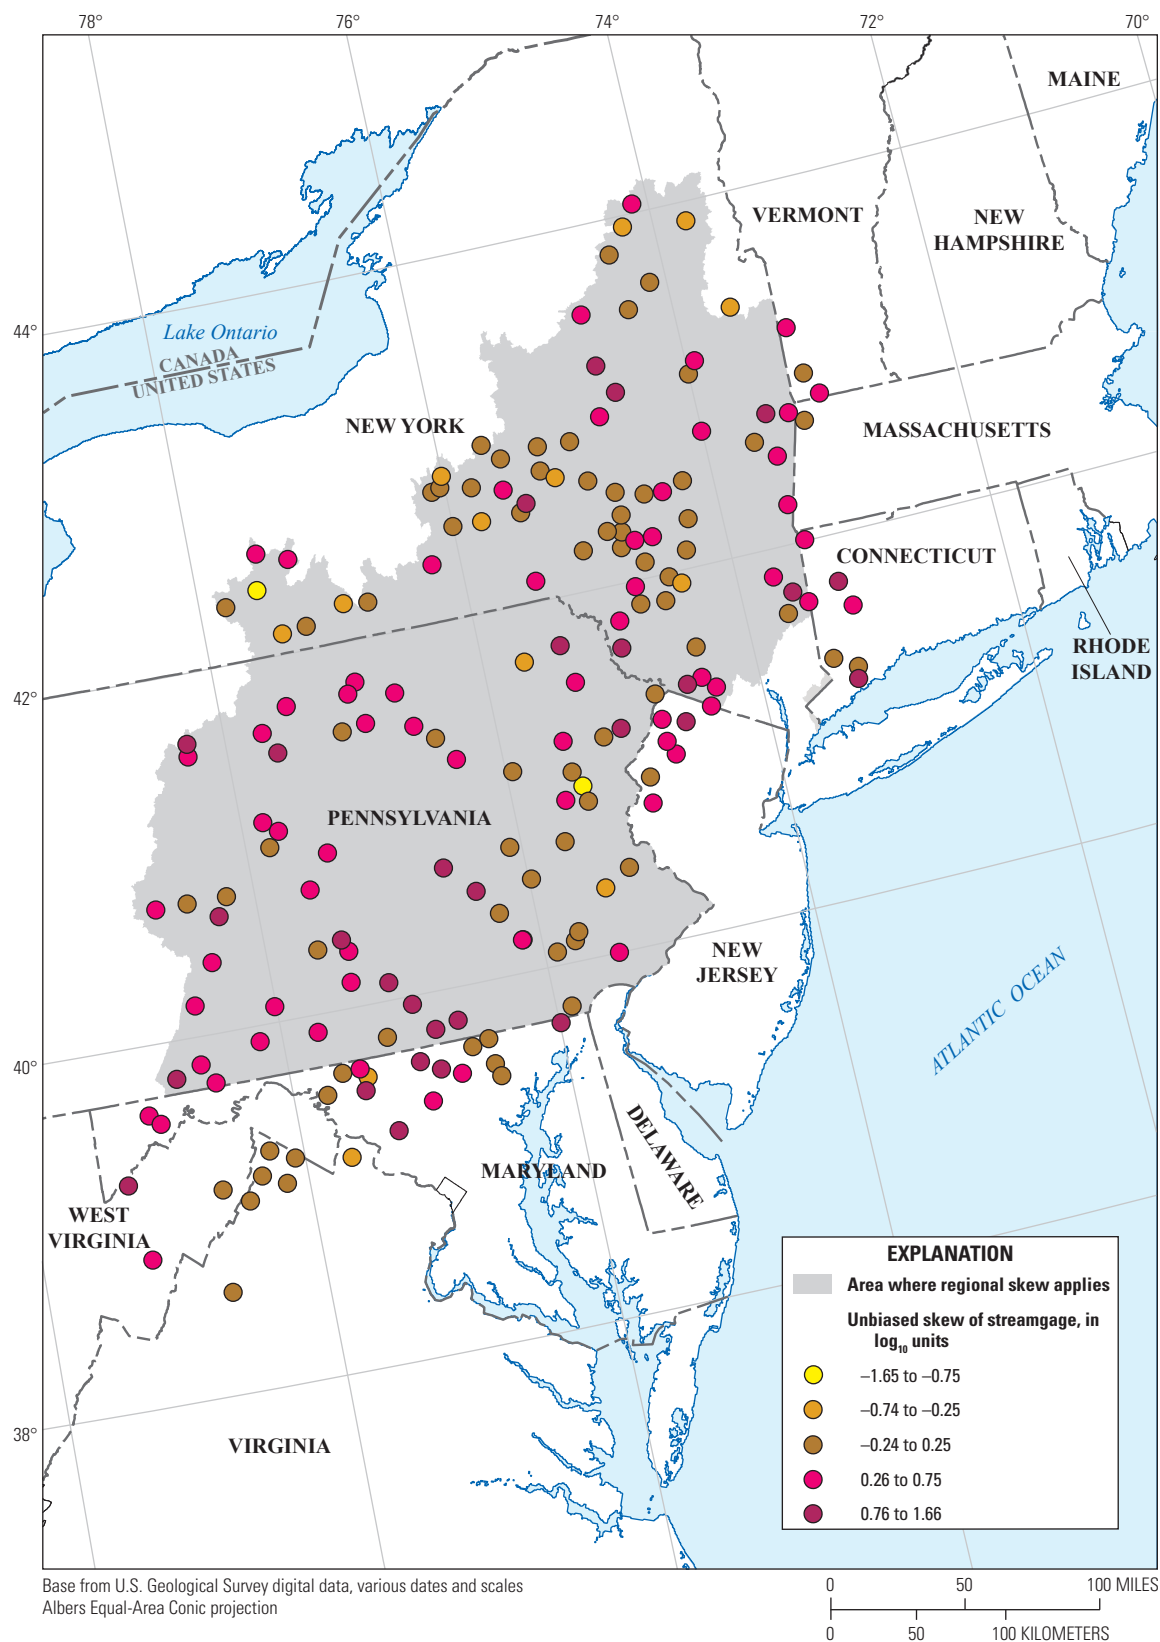 78°
76°
74°
72°
70°
MAINE
VERMONT
NEW
HAMPSHIRE
44°
Lake Ontario
CANADA
UNITED STATES
NEW YORK
MASSACHUSETTS
CONNECTICUT
RHODE
ISLAND
42°
PENNSYLVANIA
NEW
JERSEY
ATLANTIC OCEAN
40°
DELAWARE
MARYLAND
WEST
VIRGINIA
38°
VIRGINIA
EXPLANATION
Area where regional skew applies
Unbiased skew of streamgage, in
log10 units
–1.65 to –0.75
–0.74 to –0.25
–0.24 to 0.25
0.26 to 0.75
0.76 to 1.66
Base from U.S. Geological Survey digital data, various dates and scales
Albers Equal-Area Conic projection
0 50 100 MILES
0 50 100 KILOMETERS